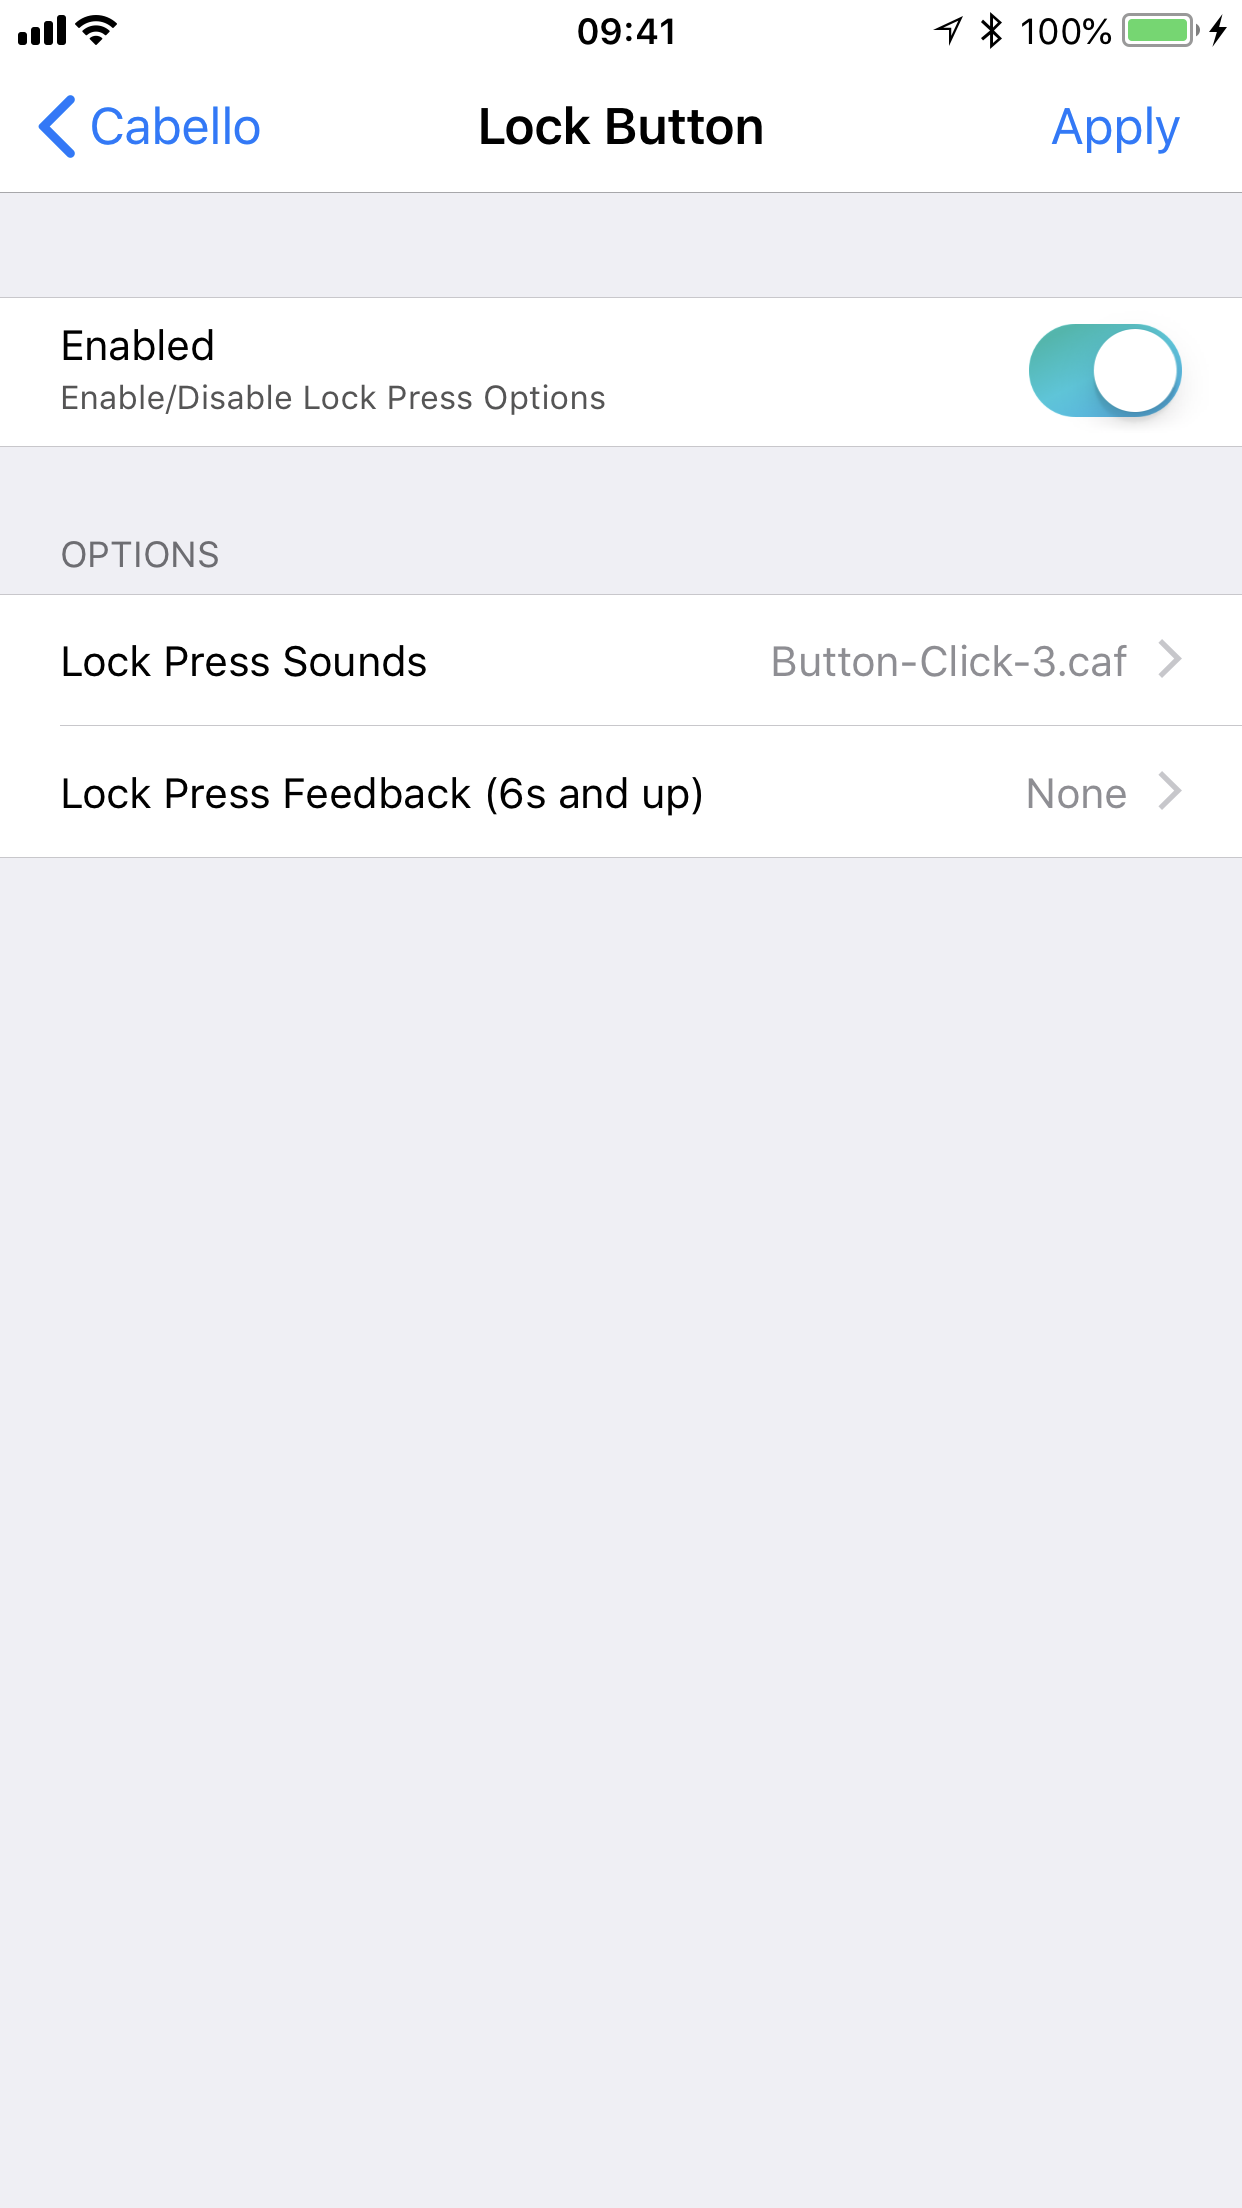 09:41
100%
Cabello
Lock Button
Apply
Enabled
Enable/Disable Lock Press Options
OPTIONS
Lock Press Sounds
Button-Click-3.caf
Lock Press Feedback (6s and up)
None